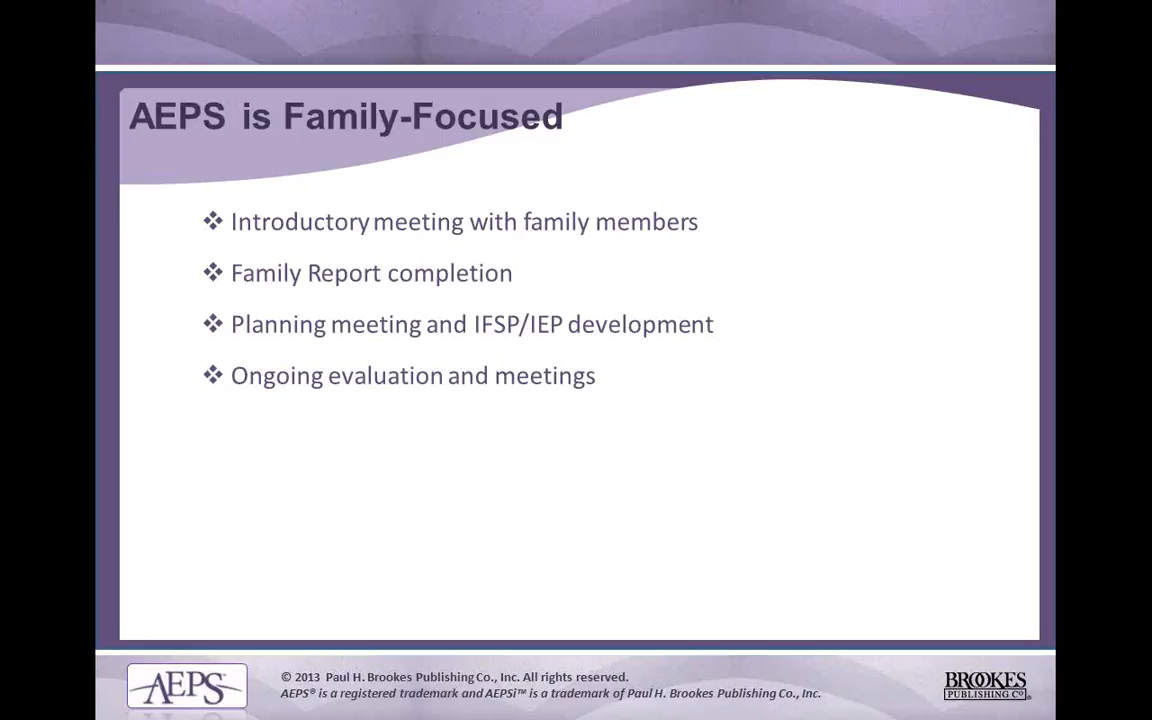 AEPS is Family-Focused
❖ Introductory meeting with family members
❖ Family Report completion
❖ Planning meeting and IFSP/IEP development
❖ Ongoing evaluation and meetings
AEPS
© 2013 Paul H. Brookes Publishing Co., Inc. All rights reserved.
AEPS® is a registered trademark and AEPSi™ is a trademark of Paul H. Brookes Publishing Co., Inc.
BROOKES
PUBLISHING CO®